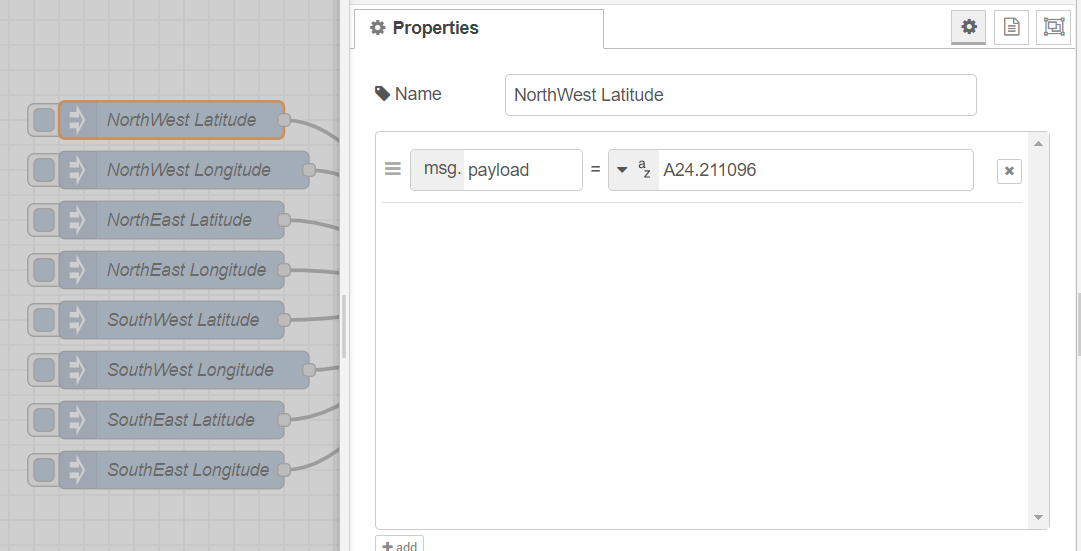 Properties
Name
NorthWest Latitude
msg. payload = az A24.211096
add
NorthWest Latitude
NorthWest Longitude
NorthEast Latitude
NorthEast Longitude
SouthWest Latitude
SouthWest Longitude
SouthEast Latitude
SouthEast Longitude